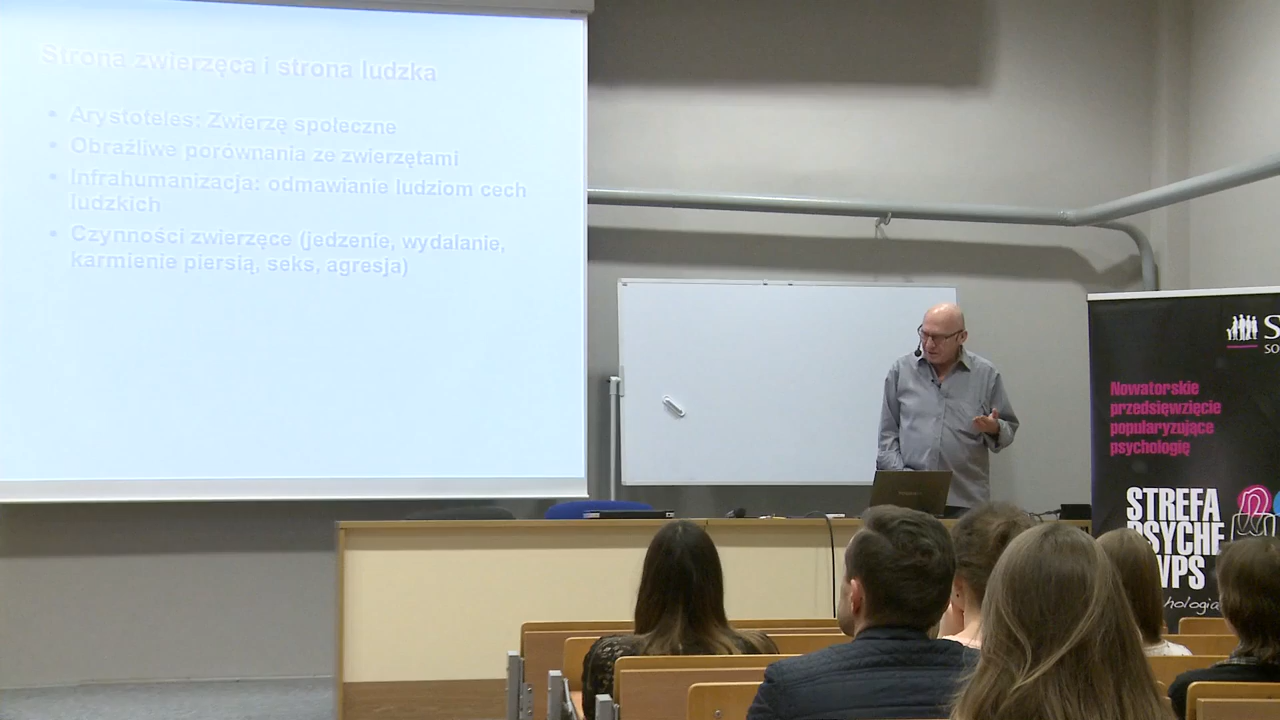 Strona zwierzęca i strona ludzka
• Arystoteles: Zwierzę społeczne
• Obraźliwe porównania ze zwierzętami
• Infrahumanizacja: odmawianie ludziom cech
ludzkich
• Czynności zwierzęce (jedzenie, wydalanie,
karmienie piersią, seks, agresja)
S
SO
Nowatorskie
przedsięwzięcie
popularyzujące
psychologię
STREFA
PSYCHE
WPS